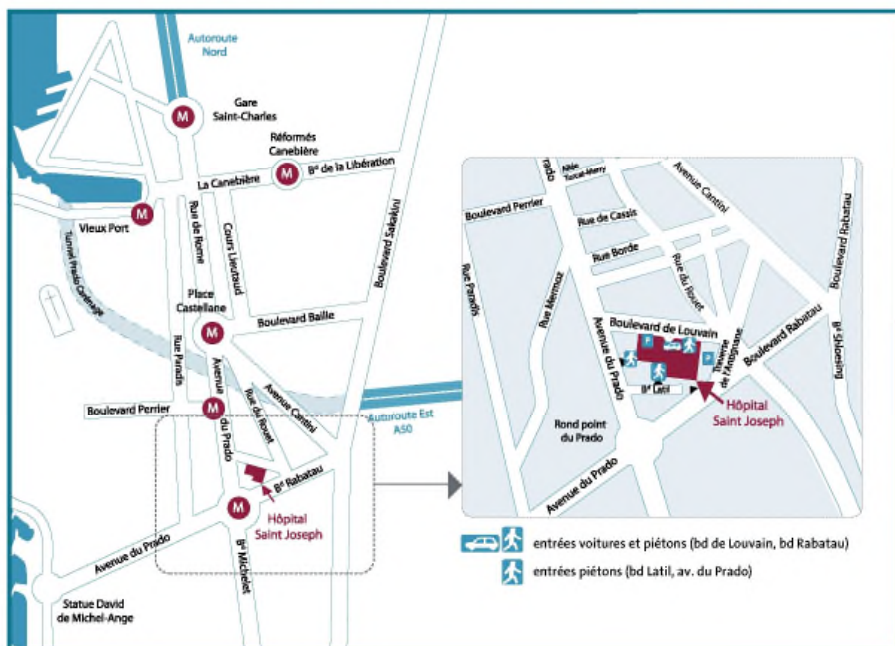 Autoroute
Nord
Gare
Saint-Charles
M
Réformés
Canebière
M
Bd de la Libération
La Canebière
M
Vieux Port
Rue de Rome
Cours Lieutaud
Boulevard Sakakini
Tunnel Prado Carénage
Place
Castellane
M
Boulevard Baille
Rue Paradis
Avenue
du Prado
Rue du Rouet
Avenue Cantini
Boulevard Perrier
M
Autoroute Est
A50
Bd Rabatau
M
Hôpital
Saint Joseph
Avenue du Prado
Bd Michelet
Statue David
de Michel-Ange
Prado
Allée
Turcat-Merry
Avenue Cantini
Boulevard Perrier
Rue de Cassis
Rue Borde
Rue Paradis
Rue Mermoz
Rue du Rouet
Boulevard Rabatau
Boulevard de Louvain
Avenue du Prado
P
P
Traverse
de l'Antignane
Boulevard Rabatau
Bd Latil
Hôpital
Saint Joseph
Rond point
du Prado
Avenue du Prado
entrées voitures et piétons (bd de Louvain, bd Rabatau)
entrées piétons (bd Latil, av. du Prado)